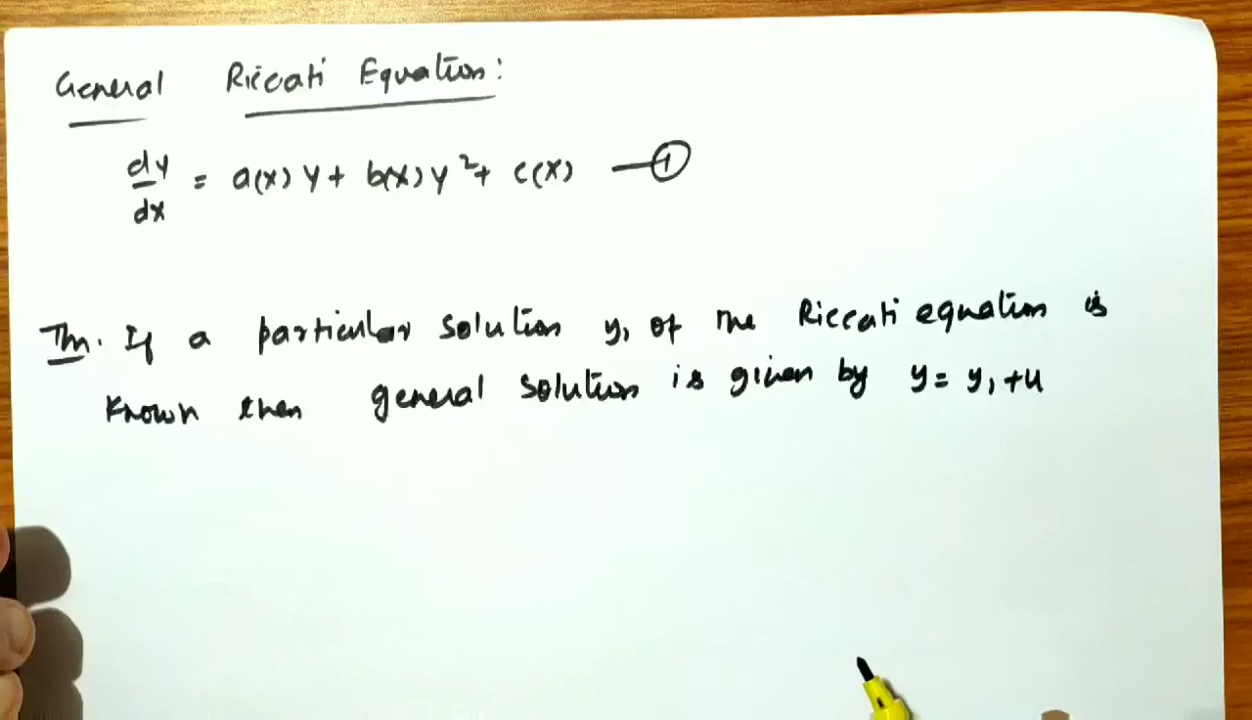 General Riccati Equation:
dy/dx = a(x) y + b(x) y² + c(x) —①
Thm. If a particular solution y₁ of the Riccati equation is
known then general solution is given by y = y₁ + u